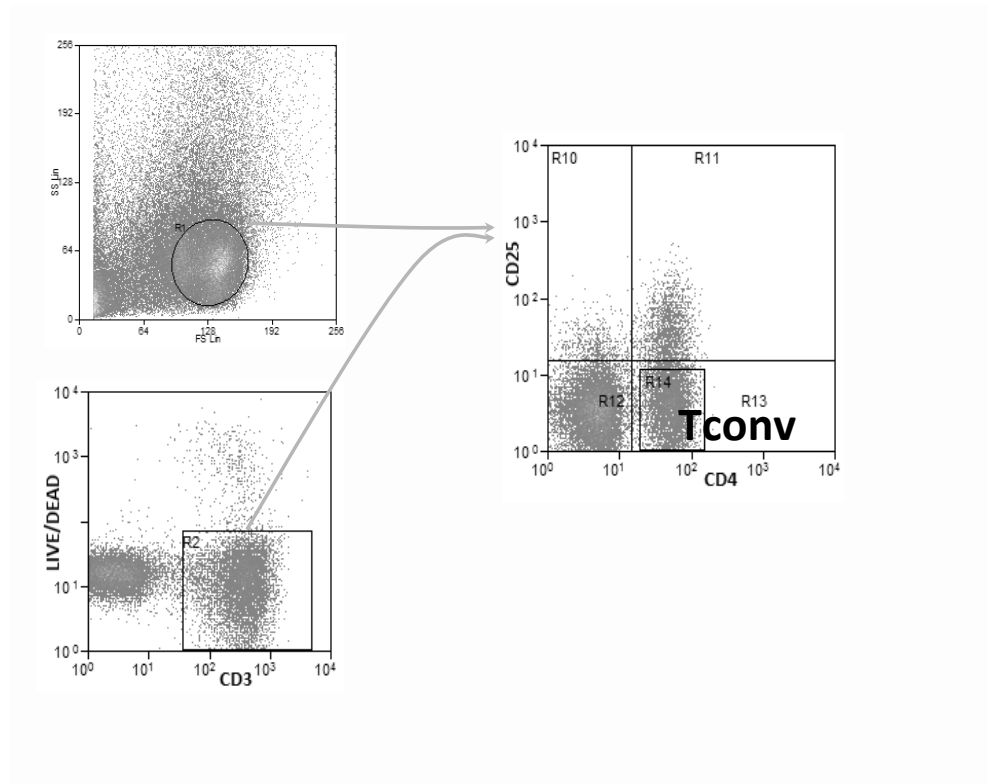 256
192
128
64
0
R1
0 64 128 192 256
SS Lin
FS Lin
10⁴
10³
10¹
10⁰
R2
10⁰ 10¹ 10² 10³ 10⁴
LIVE/DEAD
CD3
10⁴
10³
10²
10¹
10⁰
R10 R11
R14
R12 R13
Tconv
10⁰ 10¹ 10² 10³ 10⁴
CD25
CD4